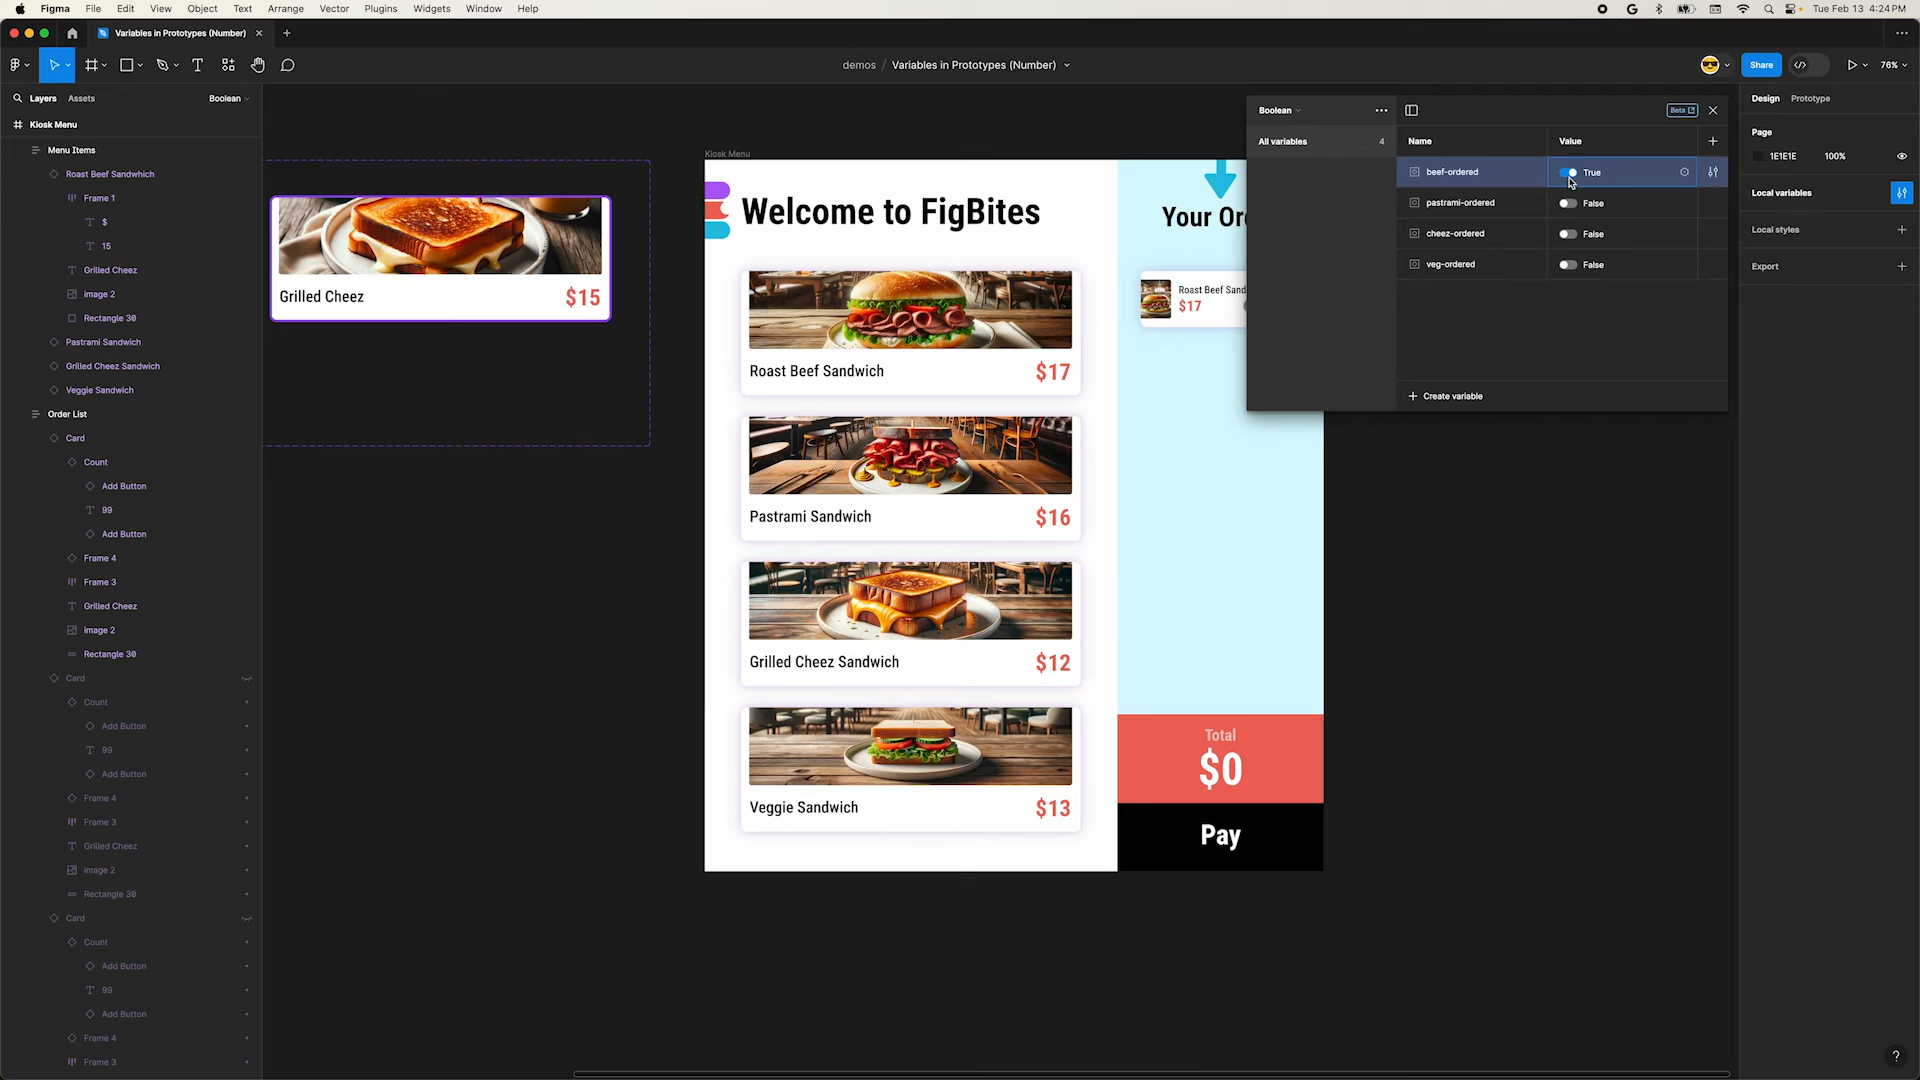 Figma File Edit View Object Text Arrange Vector Plugins Widgets Window Help
Tue Feb 13 4:24 PM
Variables in Prototypes (Number)
demos / Variables in Prototypes (Number)
Share
76%
Layers Assets Boolean
Kiosk Menu
Menu Items
Roast Beef Sandwhich
Frame 1
$
15
Grilled Cheez
image 2
Rectangle 30
Pastrami Sandwich
Grilled Cheez Sandwich
Veggie Sandwich
Order List
Card
Count
Add Button
99
Add Button
Frame 4
Frame 3
Grilled Cheez
image 2
Rectangle 30
Card
Count
Add Button
99
Add Button
Frame 4
Frame 3
Grilled Cheez
image 2
Rectangle 30
Card
Count
Add Button
99
Add Button
Frame 4
Frame 3
Grilled Cheez $15
Kiosk Menu
Welcome to FigBites
Roast Beef Sandwich $17
Pastrami Sandwich $16
Grilled Cheez Sandwich $12
Veggie Sandwich $13
Your Or
Roast Beef Sand
$17
Total
$0
Pay
Boolean
Beta
All variables 4
Name Value
beef-ordered True
pastrami-ordered False
cheez-ordered False
veg-ordered False
Create variable
Design Prototype
Page
1E1E1E 100%
Local variables
Local styles
Export
?